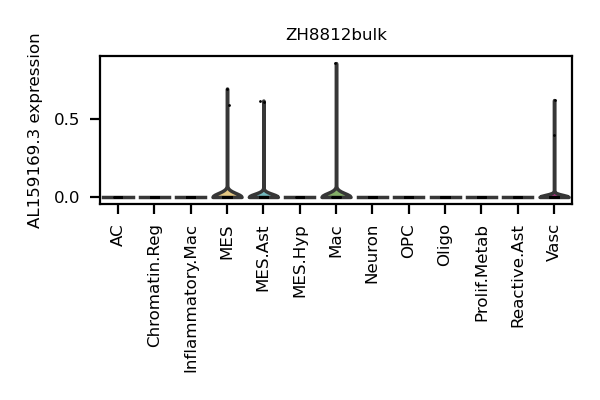 ZH8812bulk
AL159169.3 expression
0.5
0.0
AC
Chromatin.Reg
Inflammatory.Mac
MES
MES.Ast
MES.Hyp
Mac
Neuron
OPC
Oligo
Prolif.Metab
Reactive.Ast
Vasc